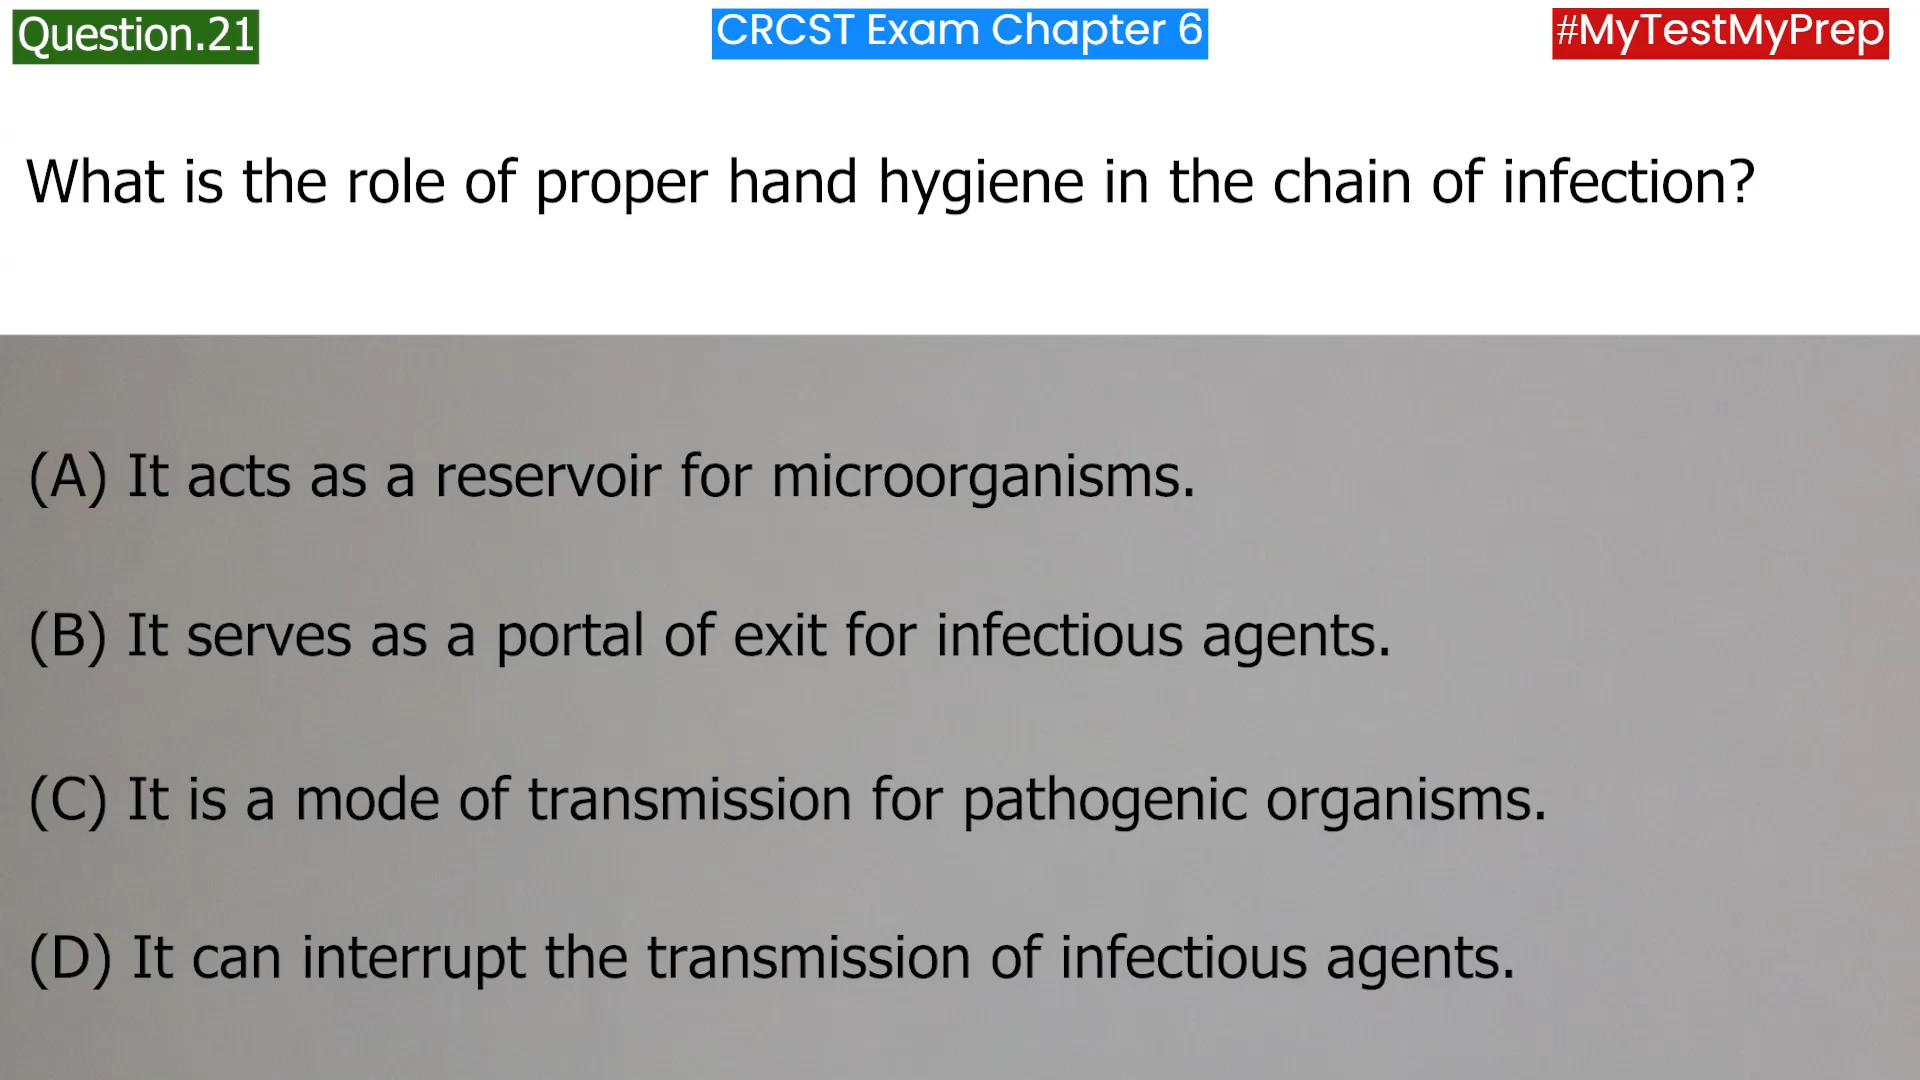 Question.21
CRCST Exam Chapter 6
#MyTestMyPrep
What is the role of proper hand hygiene in the chain of infection?
(A) It acts as a reservoir for microorganisms.
(B) It serves as a portal of exit for infectious agents.
(C) It is a mode of transmission for pathogenic organisms.
(D) It can interrupt the transmission of infectious agents.